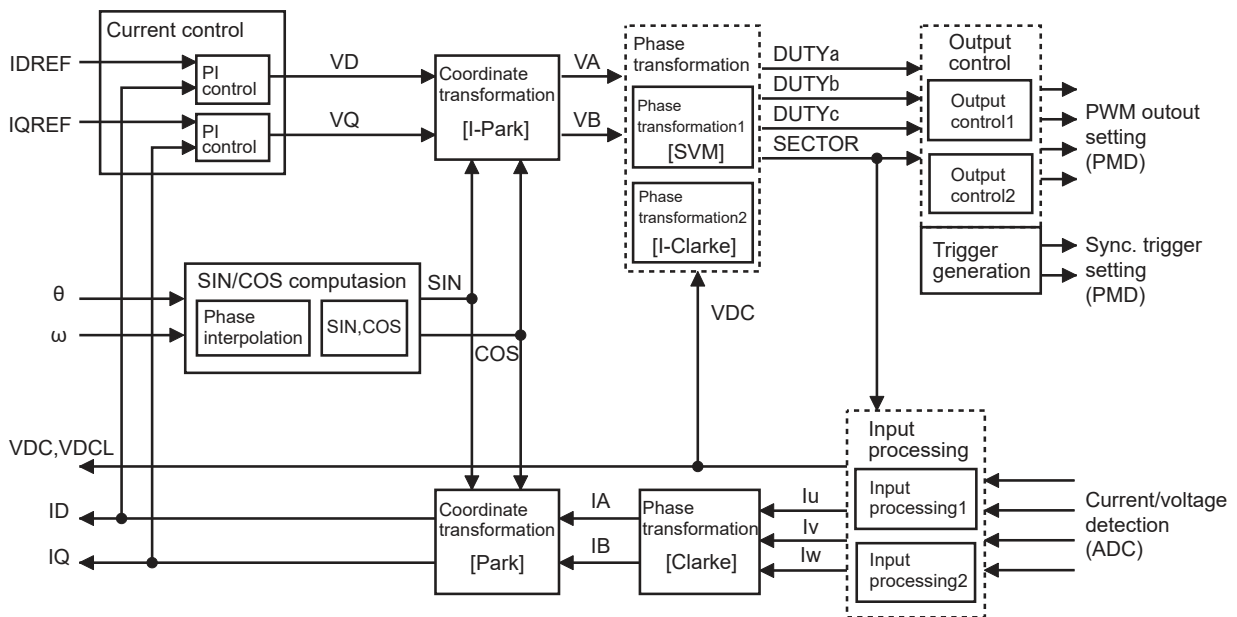 Current control
IDREF
PI
control
VD
IQREF
PI
control
VQ
Coordinate
transformation
[I-Park]
VA
VB
Phase
transformation
Phase
transformation1
[SVM]
Phase
transformation2
[I-Clarke]
DUTYa
DUTYb
DUTYc
SECTOR
Output
control
Output
control1
Output
control2
PWM outout
setting
(PMD)
Trigger
generation
Sync. trigger
setting
(PMD)
θ
ω
SIN/COS computasion
Phase
interpolation
SIN,COS
SIN
COS
VDC
VDC,VDCL
ID
IQ
Coordinate
transformation
[Park]
IA
IB
Phase
transformation
[Clarke]
Iu
Iv
Iw
Input
processing
Input
processing1
Input
processing2
Current/voltage
detection
(ADC)